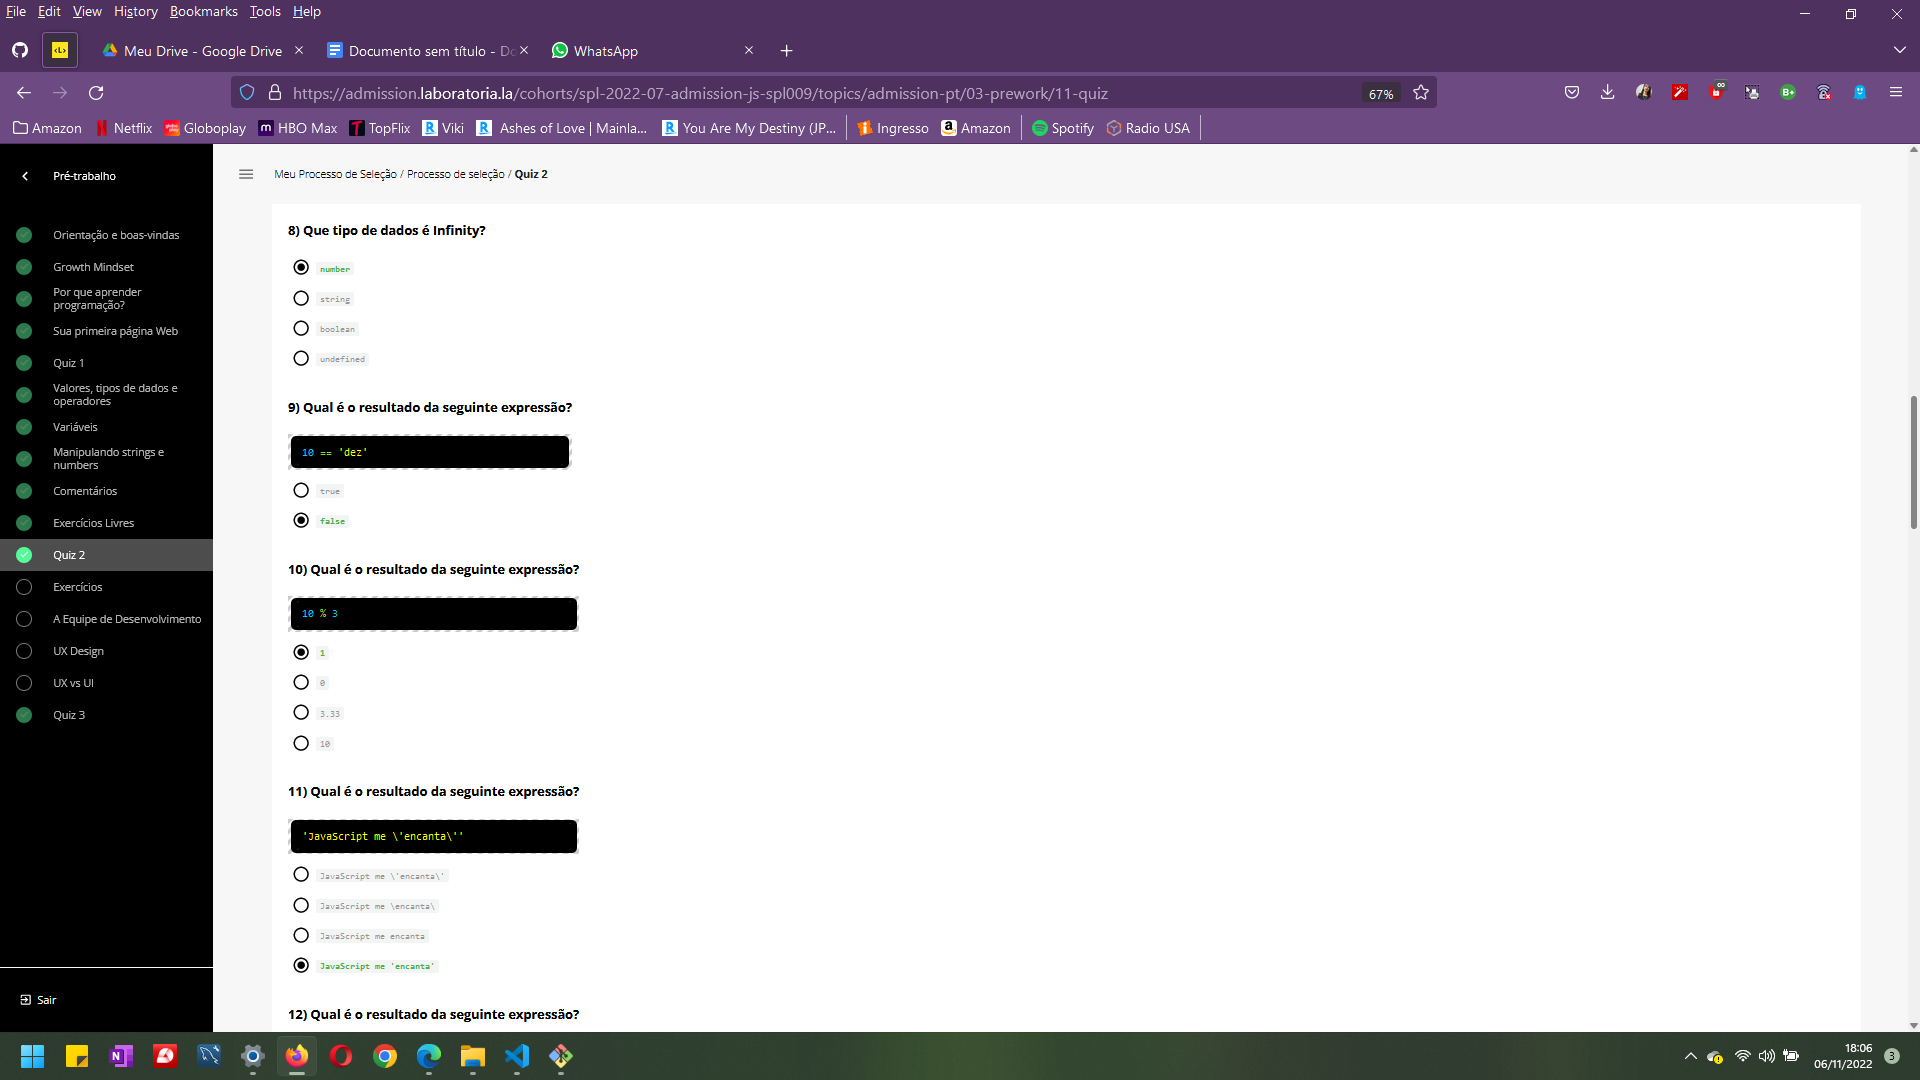 File Edit View History Bookmarks Tools Help
Meu Drive - Google Drive
Documento sem título - Do
WhatsApp
https://admission.laboratoria.la/cohorts/spl-2022-07-admission-js-spl009/topics/admission-pt/03-prework/11-quiz
67%
Amazon Netflix Globoplay HBO Max TopFlix Viki Ashes of Love | Mainla... You Are My Destiny (JP... Ingresso Amazon Spotify Radio USA
Pré-trabalho
Orientação e boas-vindas
Growth Mindset
Por que aprender
programação?
Sua primeira página Web
Quiz 1
Valores, tipos de dados e
operadores
Variáveis
Manipulando strings e
numbers
Comentários
Exercícios Livres
Quiz 2
Exercícios
A Equipe de Desenvolvimento
UX Design
UX vs UI
Quiz 3
Sair
Meu Processo de Seleção / Processo de seleção / Quiz 2
8) Que tipo de dados é Infinity?
number
string
boolean
undefined
9) Qual é o resultado da seguinte expressão?
10 == 'dez'
true
false
10) Qual é o resultado da seguinte expressão?
10 % 3
1
0
3.33
10
11) Qual é o resultado da seguinte expressão?
'JavaScript me \'encanta\''
JavaScript me \'encanta\'
JavaScript me \encanta\
JavaScript me encanta
JavaScript me 'encanta'
12) Qual é o resultado da seguinte expressão?
18:06
06/11/2022
3